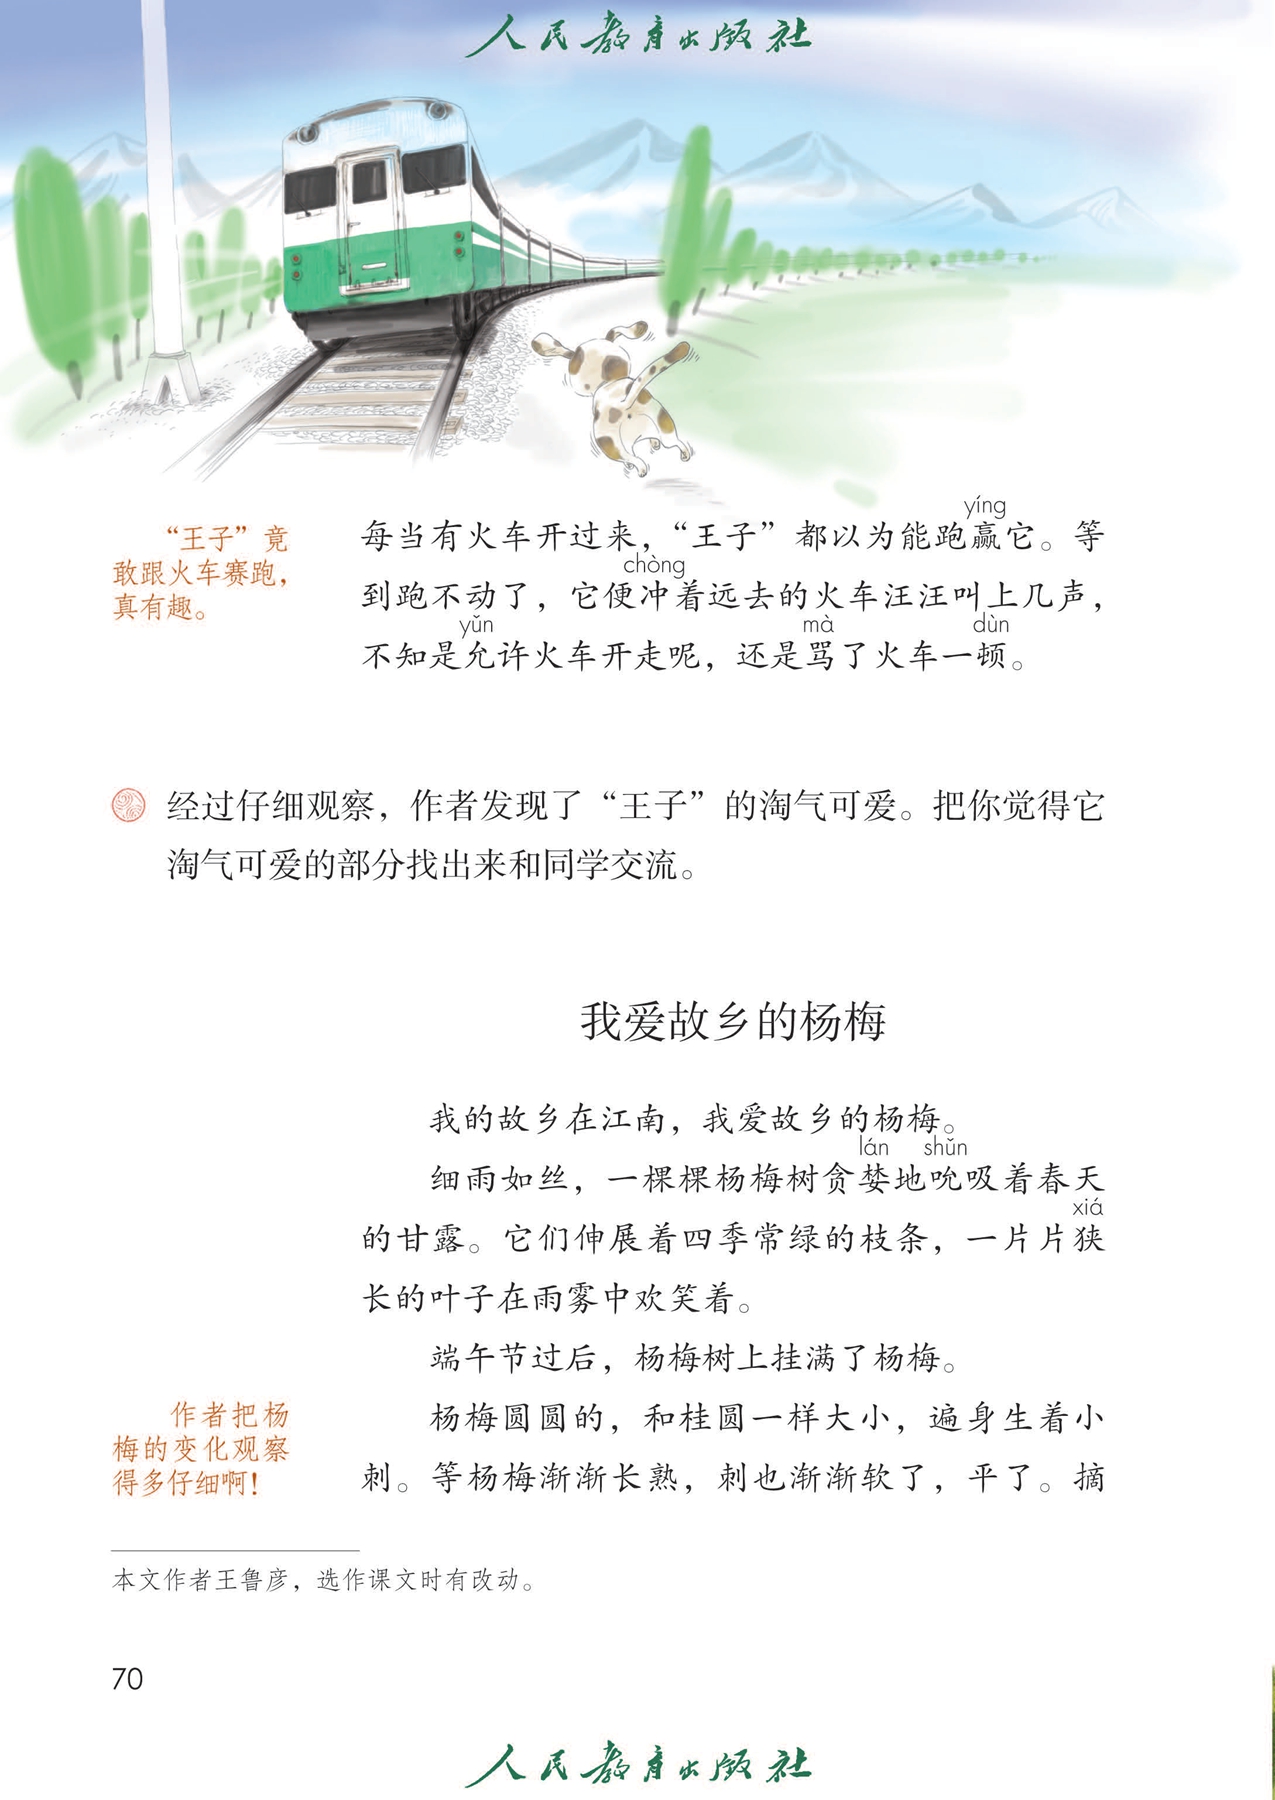 人民教育出版社
“王子”竟
敢跟火车赛跑，
真有趣。
yíng
每当有火车开过来，“王子”都以为能跑赢它。等
chòng
到跑不动了，它便冲着远去的火车汪汪叫上几声，
yǔn mà dùn
不知是允许火车开走呢，还是骂了火车一顿。
经过仔细观察，作者发现了“王子”的淘气可爱。把你觉得它
淘气可爱的部分找出来和同学交流。
我爱故乡的杨梅
我的故乡在江南，我爱故乡的杨梅。
lán shǔn
细雨如丝，一棵棵杨梅树贪婪地吮吸着春天
xiá
的甘露。它们伸展着四季常绿的枝条，一片片狭
长的叶子在雨雾中欢笑着。
端午节过后，杨梅树上挂满了杨梅。
杨梅圆圆的，和桂圆一样大小，遍身生着小
刺。等杨梅渐渐长熟，刺也渐渐软了，平了。摘
作者把杨
梅的变化观察
得多仔细啊！
本文作者王鲁彦，选作课文时有改动。
70
人民教育出版社